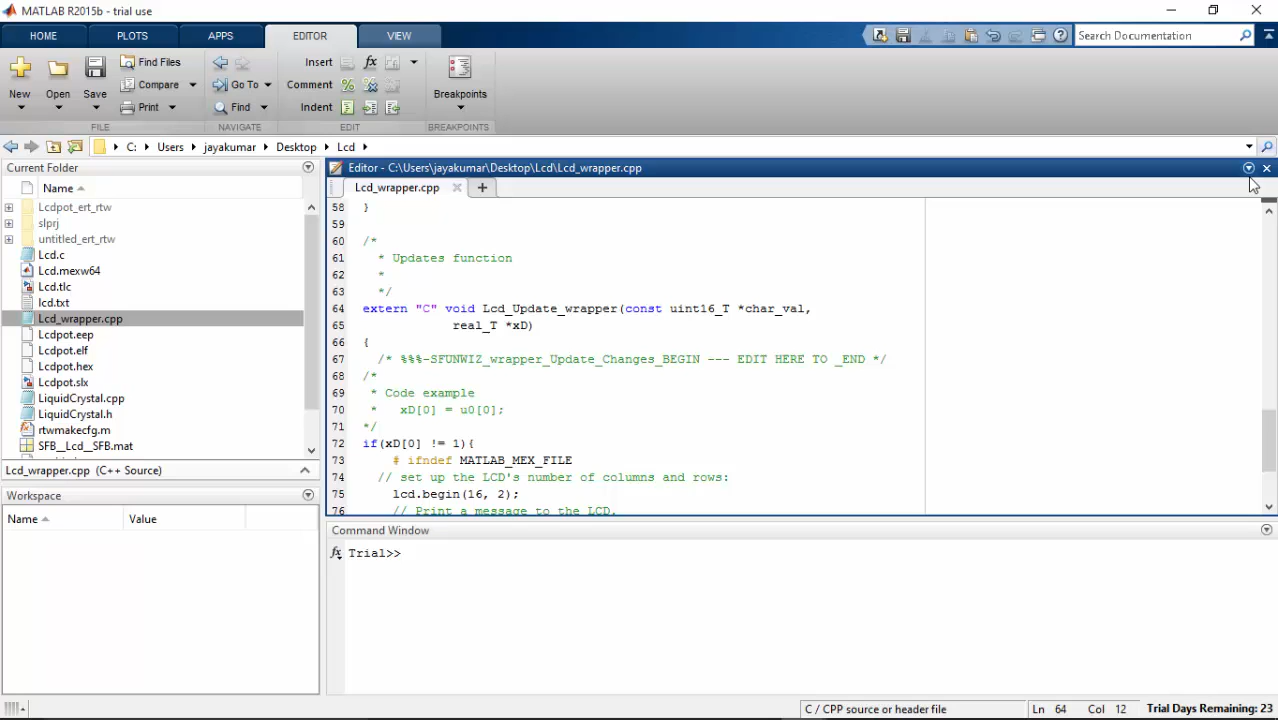 MATLAB R2015b - trial use
HOME PLOTS APPS EDITOR VIEW
Search Documentation
New Open Save Find Files Compare Print
Go To Find
Insert fx Comment % Indent
Breakpoints
FILE NAVIGATE EDIT BREAKPOINTS
C: Users jayakumar Desktop Lcd
Current Folder
Name
Lcdpot_ert_rtw
slprj
untitled_ert_rtw
Lcd.c
Lcd.mexw64
Lcd.tlc
lcd.txt
Lcd_wrapper.cpp
Lcdpot.eep
Lcdpot.elf
Lcdpot.hex
Lcdpot.slx
LiquidCrystal.cpp
LiquidCrystal.h
rtwmakecfg.m
SFB__Lcd__SFB.mat
Lcd_wrapper.cpp (C++ Source)
Workspace
Name Value
Editor - C:\Users\jayakumar\Desktop\Lcd\Lcd_wrapper.cpp
Lcd_wrapper.cpp
58 }
59
60 /*
61 * Updates function
62 *
63 */
64 extern "C" void Lcd_Update_wrapper(const uint16_T *char_val,
65 real_T *xD)
66 {
67 /* %%%-SFUNWIZ_wrapper_Update_Changes_BEGIN --- EDIT HERE TO _END */
68 /*
69 * Code example
70 * xD[0] = u0[0];
71 */
72 if(xD[0] != 1){
73 # ifndef MATLAB_MEX_FILE
74 // set up the LCD's number of columns and rows:
75 lcd.begin(16, 2);
76 // Print a message to the LCD.
Command Window
fx Trial>>
C / CPP source or header file Ln 64 Col 12 Trial Days Remaining: 23